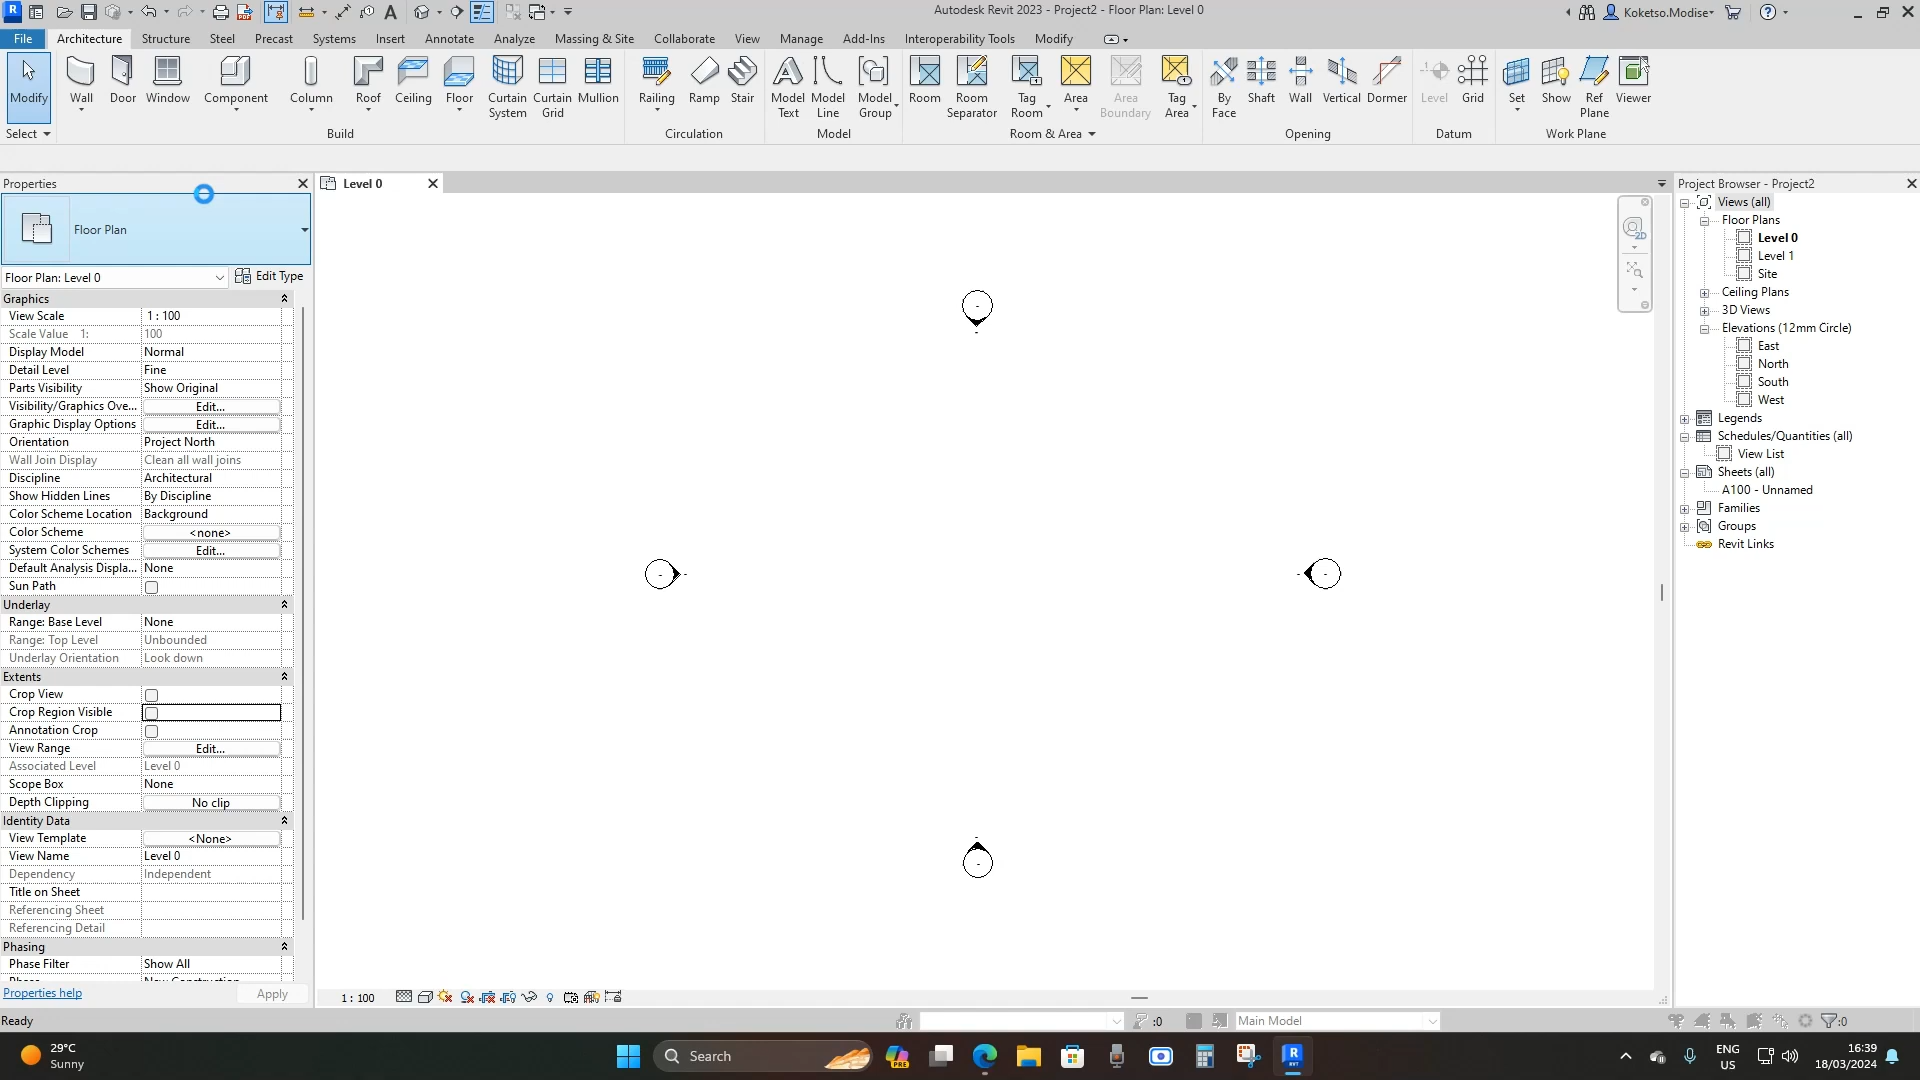 Autodesk Revit 2023 - Project2 - Floor Plan: Level 0
Koketso.Modise
File Architecture Structure Steel Precast Systems Insert Annotate Analyze Massing & Site Collaborate View Manage Add-Ins Interoperability Tools Modify
Modify Wall Door Window Component Column Roof Ceiling Floor Curtain System Curtain Grid Mullion Railing Ramp Stair Model Text Model Line Model Group Room Room Separator Tag Room Area Area Boundary Tag Area By Face Shaft Wall Vertical Dormer Level Grid Set Show Ref Plane Viewer
Select Build Circulation Model Room & Area Opening Datum Work Plane
Properties
Floor Plan
Floor Plan: Level 0 Edit Type
Graphics
View Scale 1 : 100
Scale Value 1: 100
Display Model Normal
Detail Level Fine
Parts Visibility Show Original
Visibility/Graphics Ove... Edit...
Graphic Display Options Edit...
Orientation Project North
Wall Join Display Clean all wall joins
Discipline Architectural
Show Hidden Lines By Discipline
Color Scheme Location Background
Color Scheme <none>
System Color Schemes Edit...
Default Analysis Displa... None
Sun Path
Underlay
Range: Base Level None
Range: Top Level Unbounded
Underlay Orientation Look down
Extents
Crop View
Crop Region Visible
Annotation Crop
View Range Edit...
Associated Level Level 0
Scope Box None
Depth Clipping No clip
Identity Data
View Template <None>
View Name Level 0
Dependency Independent
Title on Sheet
Referencing Sheet
Referencing Detail
Phasing
Phase Filter Show All
Properties help Apply
Level 0
2D
1 : 100
Project Browser - Project2
Views (all)
Floor Plans
Level 0
Level 1
Site
Ceiling Plans
3D Views
Elevations (12mm Circle)
East
North
South
West
Legends
Schedules/Quantities (all)
View List
Sheets (all)
A100 - Unnamed
Families
Groups
Revit Links
Ready :0 Main Model :0
29°C
Sunny
Search
PRE
R
RVT
ENG
US
16:39
18/03/2024